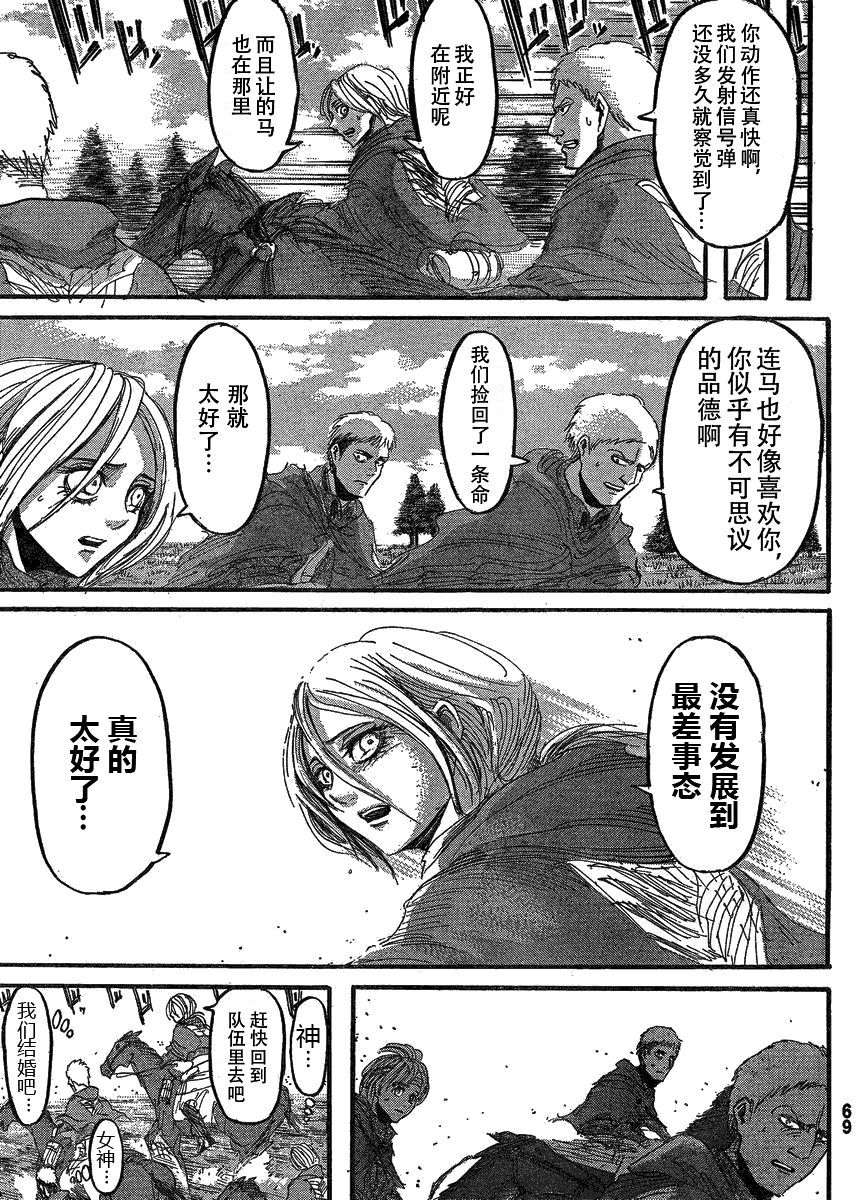 你动作还真快啊,
我们发射信号弹
还没多久就察觉
到了…
我正好
在附近呢
而且让的马
也在那里
连马也好像喜欢你,
你似乎有不可思议
的品德啊
我们捡回了一条命
那就
太好了…
没有发展到
最差事态
真的
太好了…
神…
赶快回到
队伍里去吧
女神…
我们结婚吧…
69